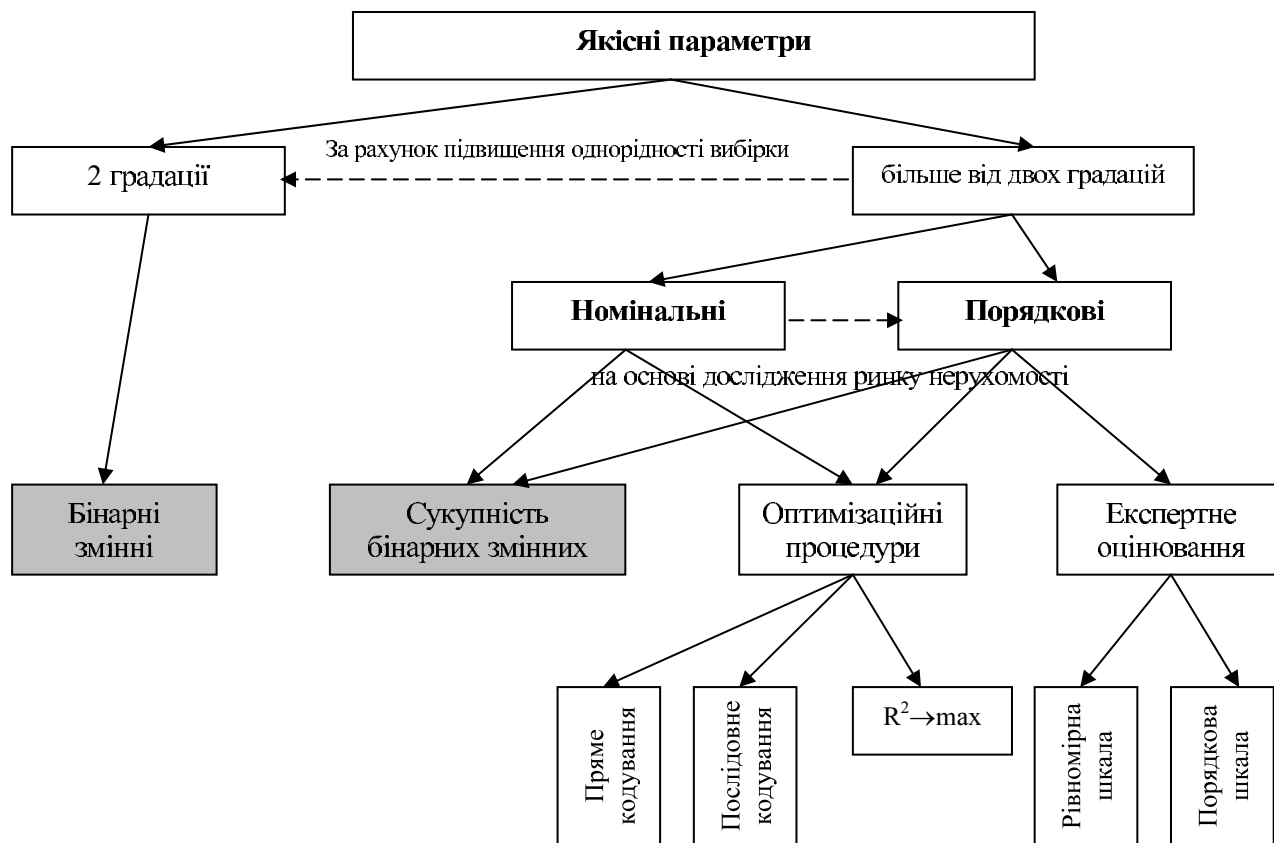 Якісні параметри
За рахунок підвищення однорідності вибірки
2 градації
більше від двох градацій
Номінальні
Порядкові
на основі дослідження ринку нерухомості
Бінарні
змінні
Сукупність
бінарних змінних
Оптимізаційні
процедури
Експертне
оцінювання
Пряме
кодування
Послідовне
кодування
R²→max
Рівномірна
шкала
Порядкова
шкала